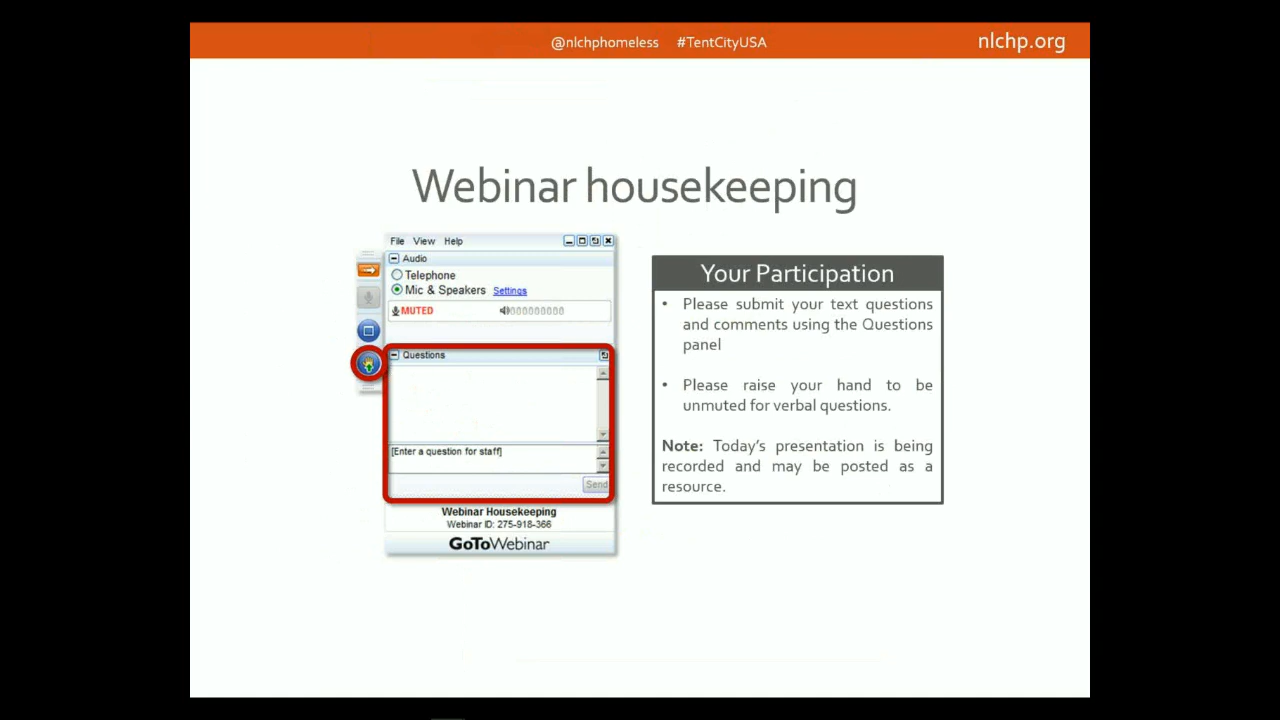 @nlchphomeless #TentCityUSA nlchp.org
Webinar housekeeping
File View Help
Audio
Telephone
Mic & Speakers Settings
MUTED 000000000
Questions
[Enter a question for staff]
Send
Webinar Housekeeping
Webinar ID: 275-918-366
GoToWebinar
Your Participation
• Please submit your text questions
and comments using the Questions
panel
• Please raise your hand to be
unmuted for verbal questions.
Note: Today's presentation is being
recorded and may be posted as a
resource.